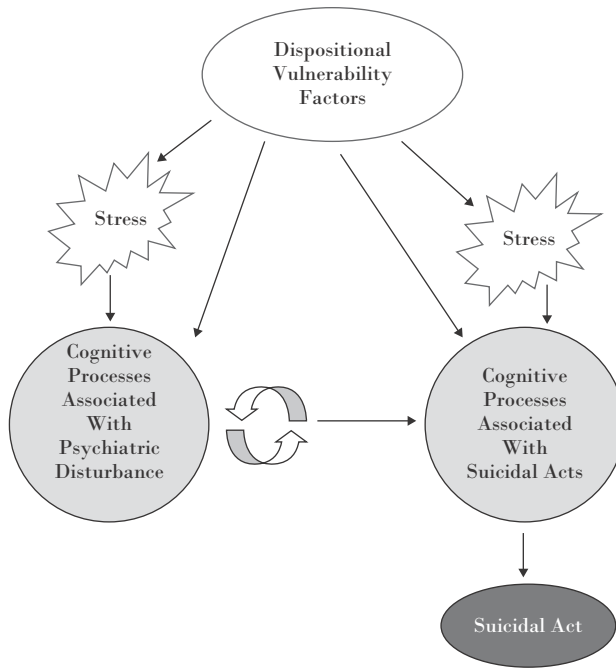 Dispositional
Vulnerability
Factors
Stress
Stress
Cognitive
Processes
Associated
With
Psychiatric
Disturbance
Cognitive
Processes
Associated
With
Suicidal Acts
Suicidal Act